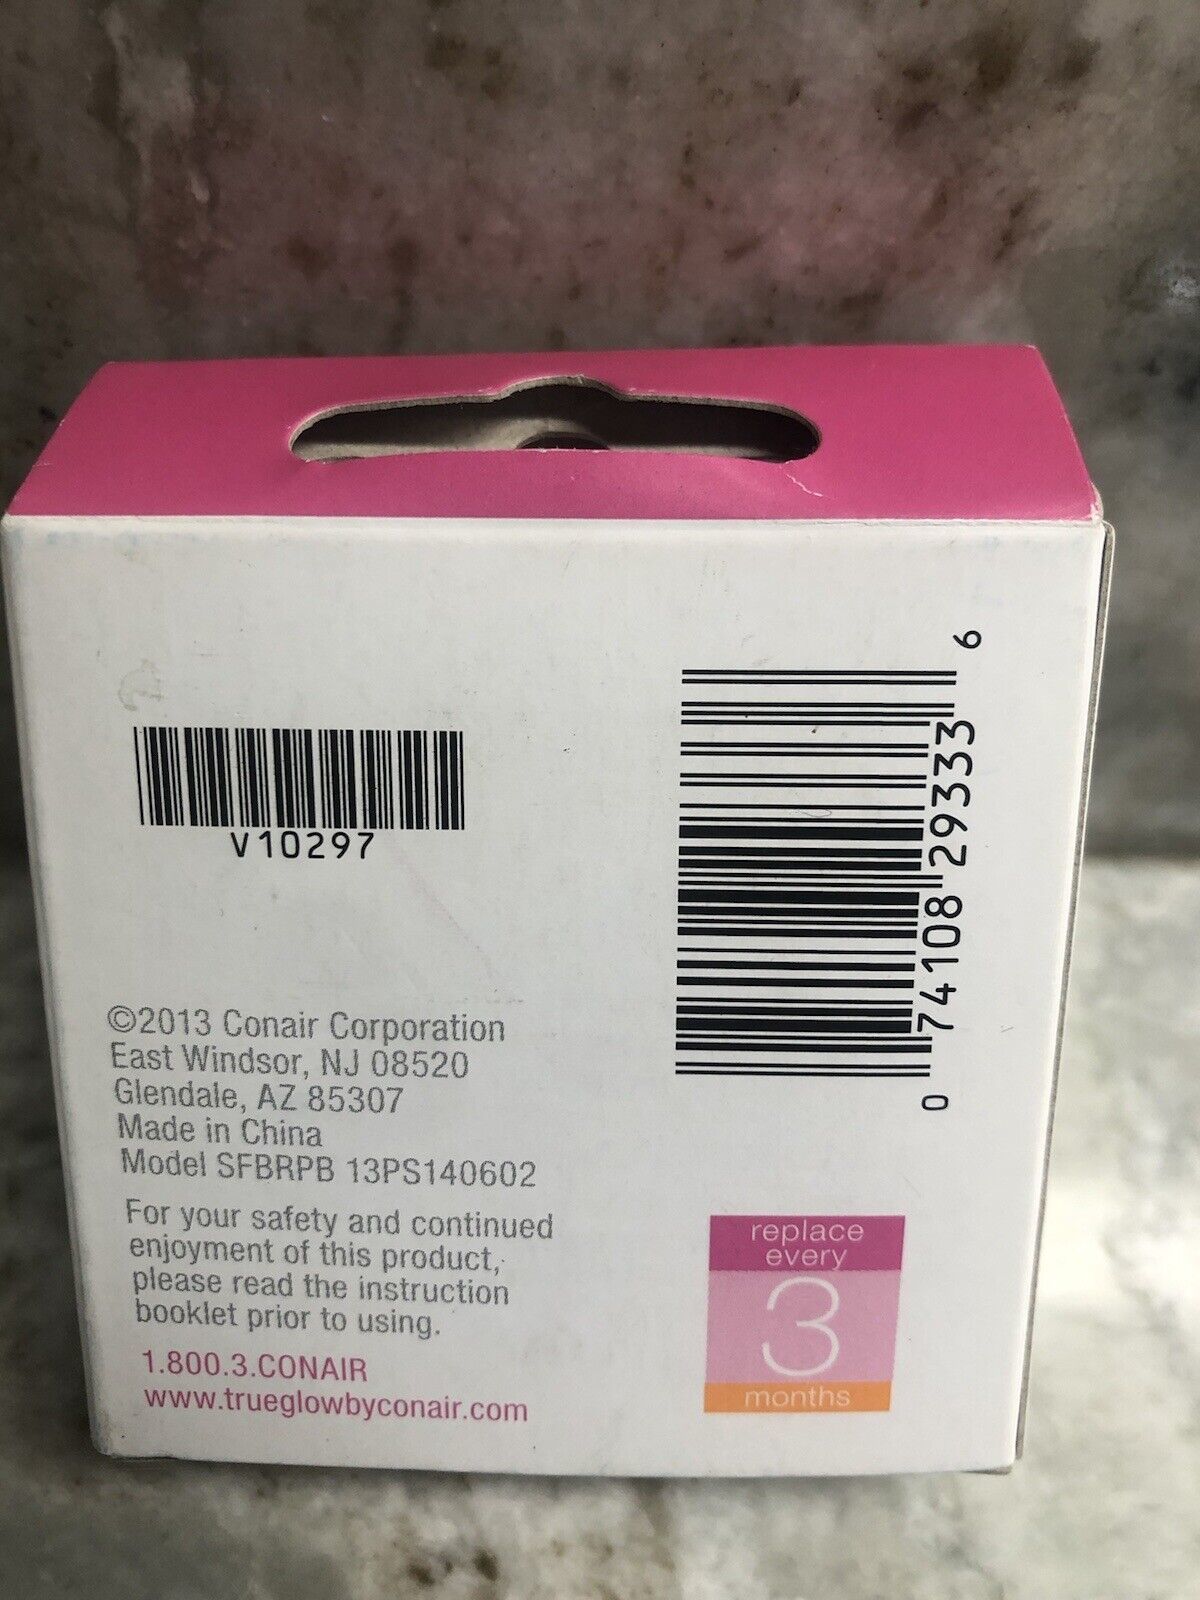 V10297
©2013 Conair Corporation
East Windsor, NJ 08520
Glendale, AZ 85307
Made in China
Model SFBRPB 13PS140602
For your safety and continued
enjoyment of this product,
please read the instruction
booklet prior to using.
1.800.3.CONAIR
www.trueglowbyconair.com
0 74108 29333 6
replace
every
3
months